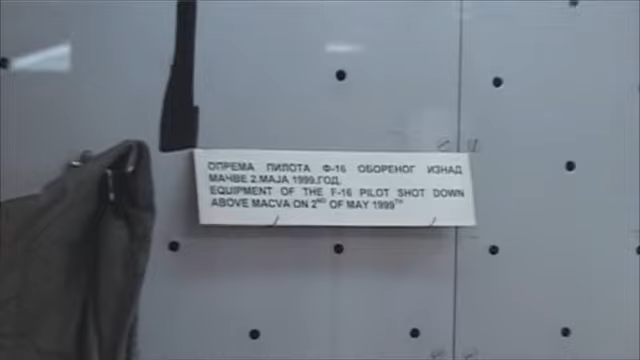 ОПРЕМА ПИЛОТА Ф-16 ОБОРЕНОГ ИЗНАД
МАЧВЕ 2.МАЈА 1999.ГОД.
EQUIPMENT OF THE F-16 PILOT SHOT DOWN
ABOVE MACVA ON 2ND OF MAY 1999TH